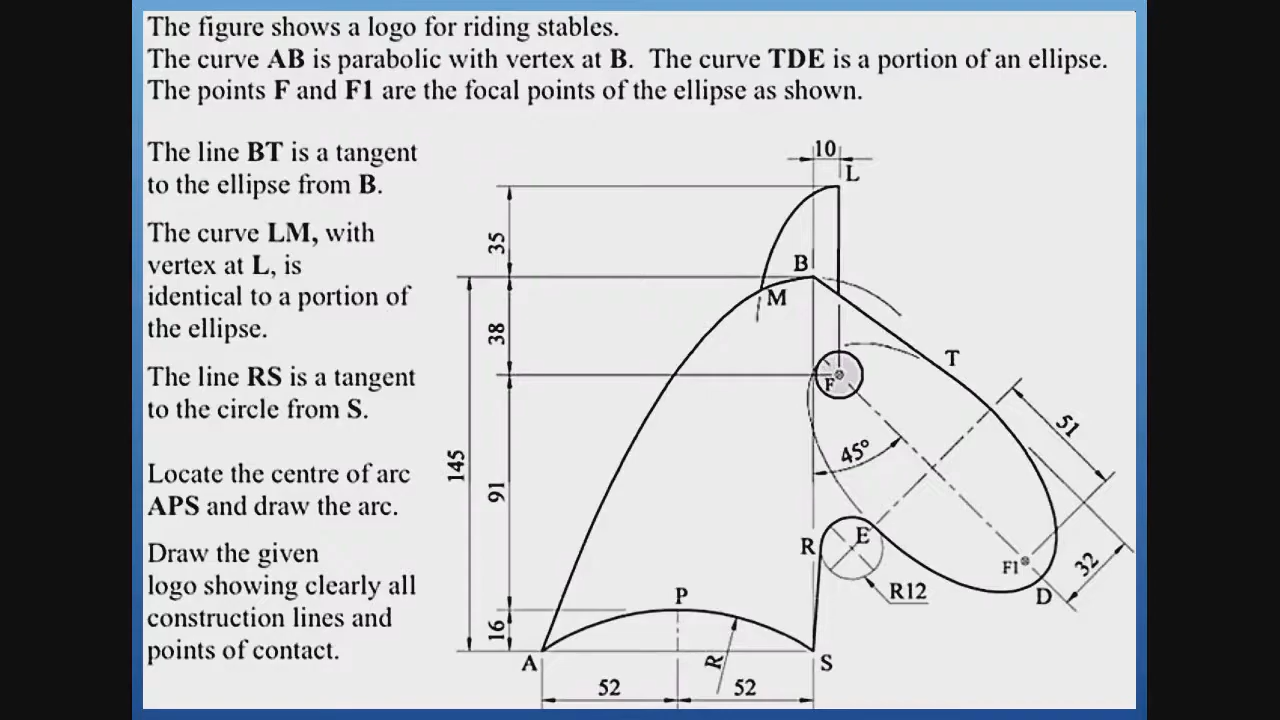 The figure shows a logo for riding stables.
The curve AB is parabolic with vertex at B. The curve TDE is a portion of an ellipse.
The points F and F1 are the focal points of the ellipse as shown.
The line BT is a tangent
to the ellipse from B.
The curve LM, with
vertex at L, is
identical to a portion of
the ellipse.
The line RS is a tangent
to the circle from S.
Locate the centre of arc
APS and draw the arc.
Draw the given
logo showing clearly all
construction lines and
points of contact.
10
L
35
B
M
38
T
F
51
45°
145
91
R
E
F1
32
D
R12
P
16
R
A
S
52
52